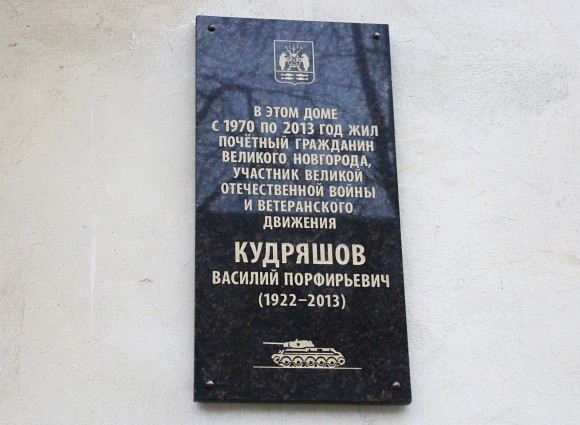 В ЭТОМ ДОМЕ
С 1970 ПО 2013 ГОД ЖИЛ
ПОЧЁТНЫЙ ГРАЖДАНИН
ВЕЛИКОГО НОВГОРОДА,
УЧАСТНИК ВЕЛИКОЙ
ОТЕЧЕСТВЕННОЙ ВОЙНЫ
И ВЕТЕРАНСКОГО
ДВИЖЕНИЯ
КУДРЯШОВ
ВАСИЛИЙ ПОРФИРЬЕВИЧ
(1922–2013)